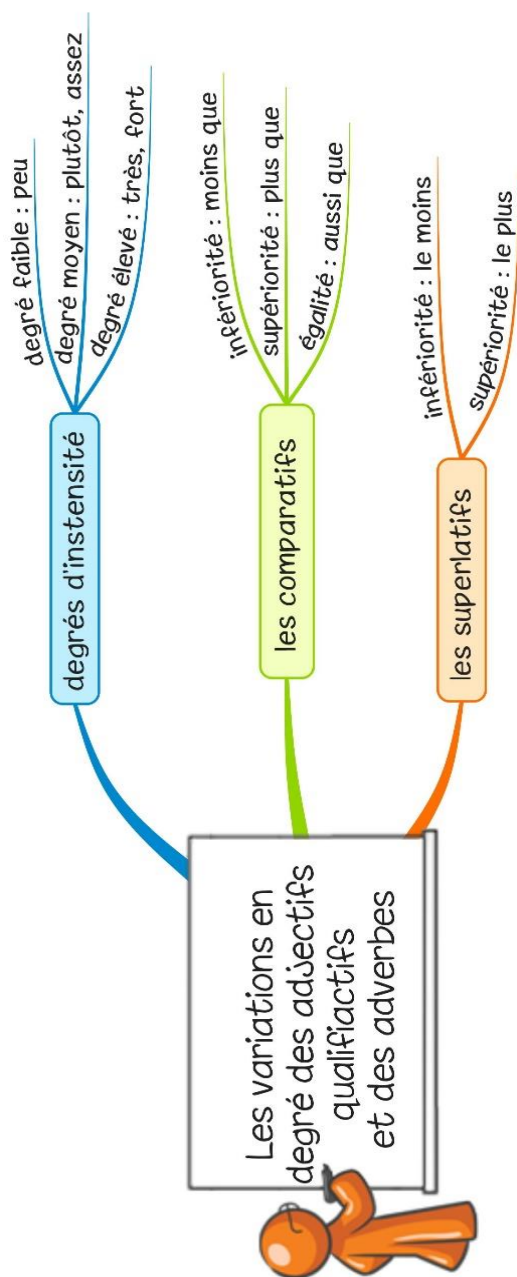 Les variations en
degré des adjectifs
qualifiactifs
et des adverbes
degrés d'instensité
degré faible : peu
degré moyen : plutôt, assez
degré élevé : très, fort
les comparatifs
infériorité : moins que
supériorité : plus que
égalité : aussi que
les superlatifs
infériorité : le moins
supériorité : le plus